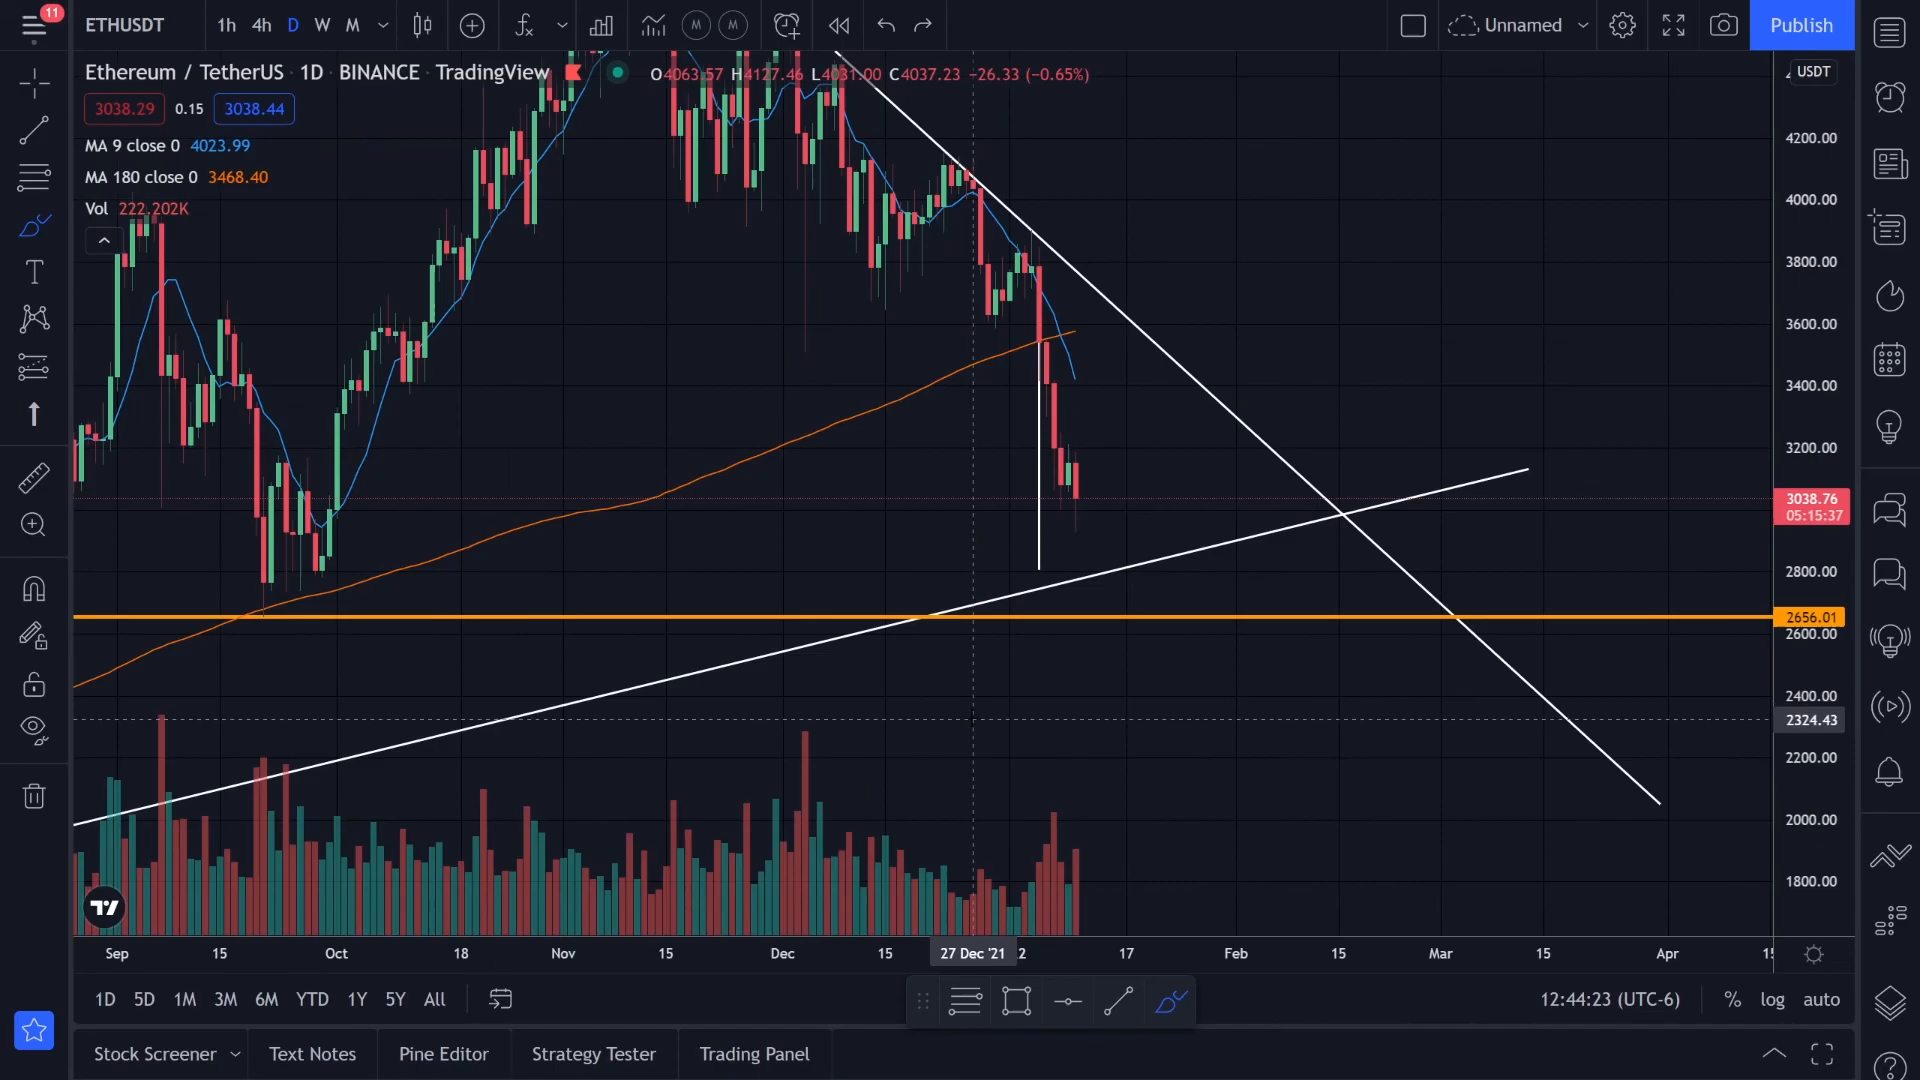 11
ETHUSDT 1h 4h D W M M M Unnamed Publish
Ethereum / TetherUS · 1D · BINANCE · TradingView O4063.57 H4127.46 L4031.00 C4037.23 −26.33 (−0.65%) USDT
3038.29 0.15 3038.44
MA 9 close 0 4023.99
MA 180 close 0 3468.40
Vol 222.202K
4200.00
4000.00
3800.00
3600.00
3400.00
3200.00
3038.76
05:15:37
2800.00
2656.01
2600.00
2400.00
2324.43
2200.00
2000.00
1800.00
Sep 15 Oct 18 Nov 15 Dec 15 27 Dec '21 2 17 Feb 15 Mar 15 Apr
1D 5D 1M 3M 6M YTD 1Y 5Y All 12:44:23 (UTC-6) % log auto
Stock Screener Text Notes Pine Editor Strategy Tester Trading Panel